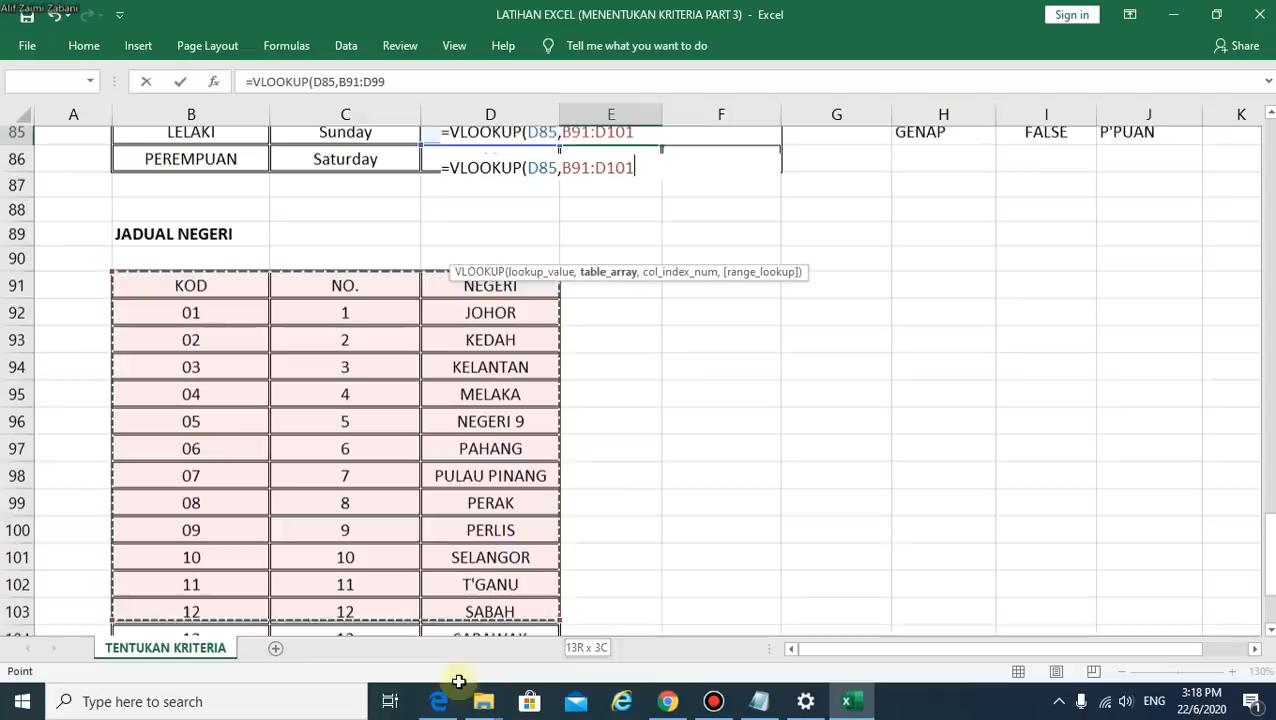 Alif Zaimi Zabani
LATIHAN EXCEL (MENENTUKAN KRITERIA PART 3) - Excel
Sign in
File Home Insert Page Layout Formulas Data Review View Help Tell me what you want to do Share
fx =VLOOKUP(D85,B91:D99
A B C D E F G H I J K
85 LELAKI Sunday =VLOOKUP(D85,B91:D101 GENAP FALSE P'PUAN
86 PEREMPUAN Saturday =VLOOKUP(D85,B91:D101
87
88
89 JADUAL NEGERI
90
VLOOKUP(lookup_value, table_array, col_index_num, [range_lookup])
91 KOD NO. NEGERI
92 01 1 JOHOR
93 02 2 KEDAH
94 03 3 KELANTAN
95 04 4 MELAKA
96 05 5 NEGERI 9
97 06 6 PAHANG
98 07 7 PULAU PINANG
99 08 8 PERAK
100 09 9 PERLIS
101 10 10 SELANGOR
102 11 11 T'GANU
103 12 12 SABAH
TENTUKAN KRITERIA 13R x 3C
Point 130%
Type here to search ENG 3:18 PM
22/6/2020